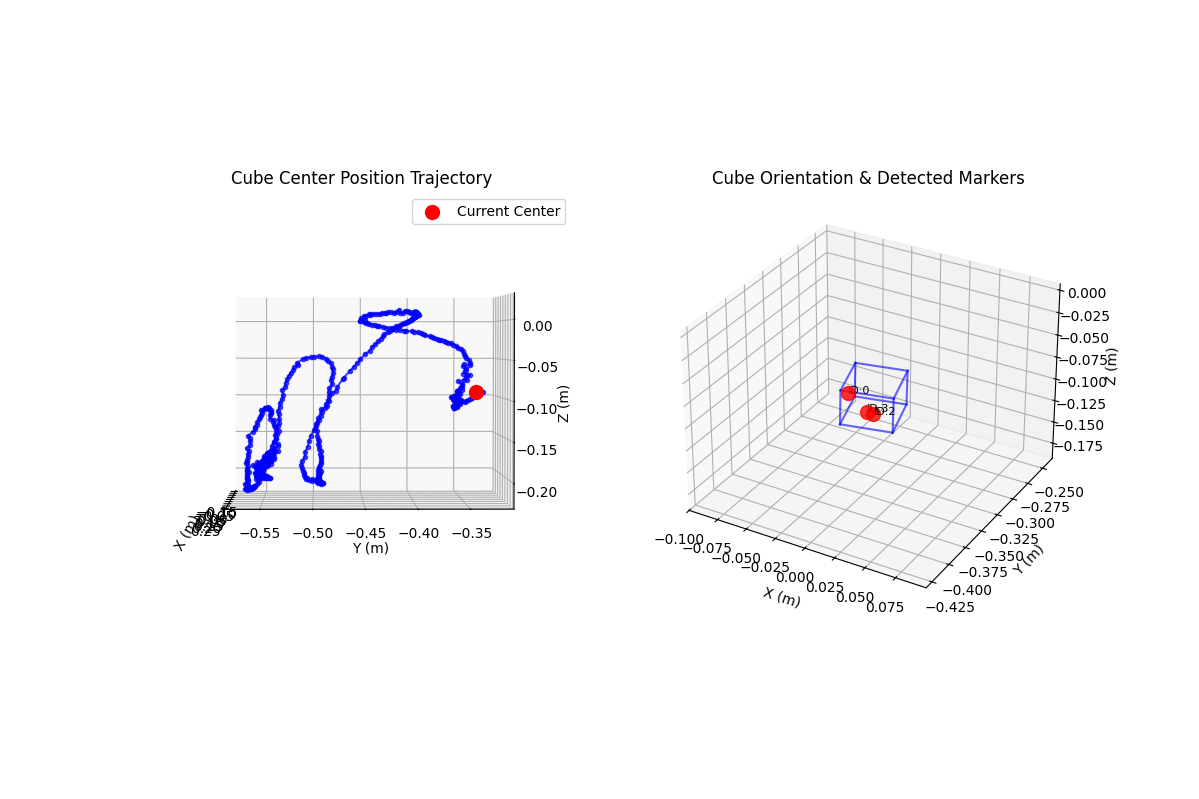 Cube Center Position Trajectory
Current Center
0.00
−0.05
−0.10
−0.15
−0.20
Z (m)
−0.55
−0.50
−0.45
−0.40
−0.35
Y (m)
X (m)
Cube Orientation & Detected Markers
ID:0
ID:3
ID:2
0.000
−0.025
−0.050
−0.075
−0.100
−0.125
−0.150
−0.175
Z (m)
−0.250
−0.275
−0.300
−0.325
−0.350
−0.375
−0.400
−0.425
Y (m)
−0.100
−0.075
−0.050
−0.025
0.000
0.025
0.050
0.075
X (m)